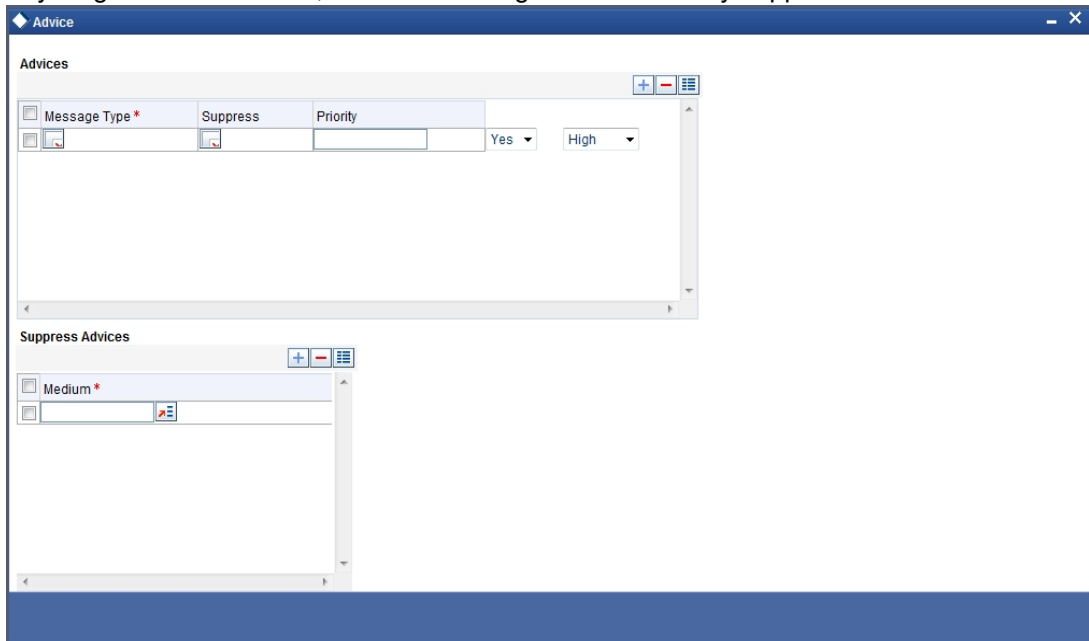 Advice
Advices
Message Type * Suppress Priority
Yes High
Suppress Advices
Medium *